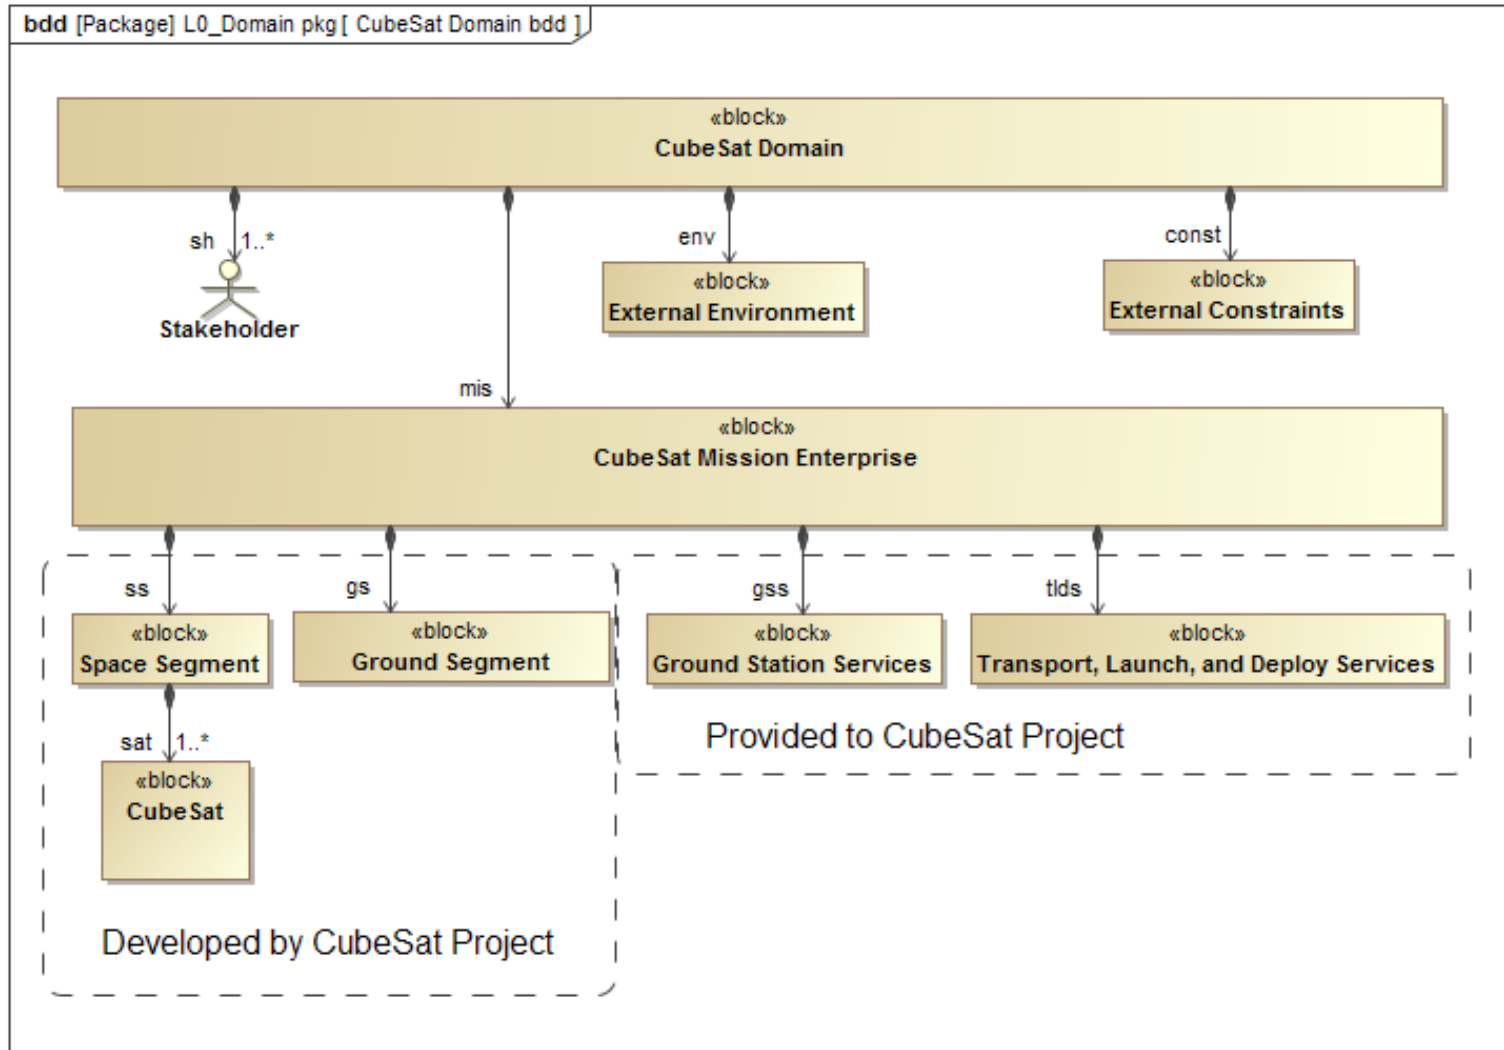 bdd [Package] L0_Domain pkg [ CubeSat Domain bdd ]
«block»
CubeSat Domain
sh
1..*
env
const
Stakeholder
«block»
External Environment
«block»
External Constraints
mis
«block»
CubeSat Mission Enterprise
ss
gs
gss
tlds
«block»
Space Segment
«block»
Ground Segment
«block»
Ground Station Services
«block»
Transport, Launch, and Deploy Services
sat
1..*
Provided to CubeSat Project
«block»
CubeSat
Developed by CubeSat Project